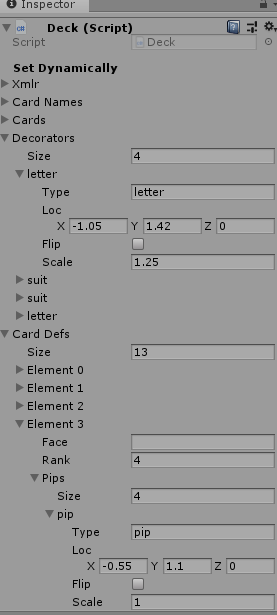 Inspector
Deck (Script)
Script Deck
Set Dynamically
Xmlr
Card Names
Cards
Decorators
Size 4
letter
Type letter
Loc
X -1.05 Y 1.42 Z 0
Flip
Scale 1.25
suit
suit
letter
Card Defs
Size 13
Element 0
Element 1
Element 2
Element 3
Face
Rank 4
Pips
Size 4
pip
Type pip
Loc
X -0.55 Y 1.1 Z 0
Flip
Scale 1